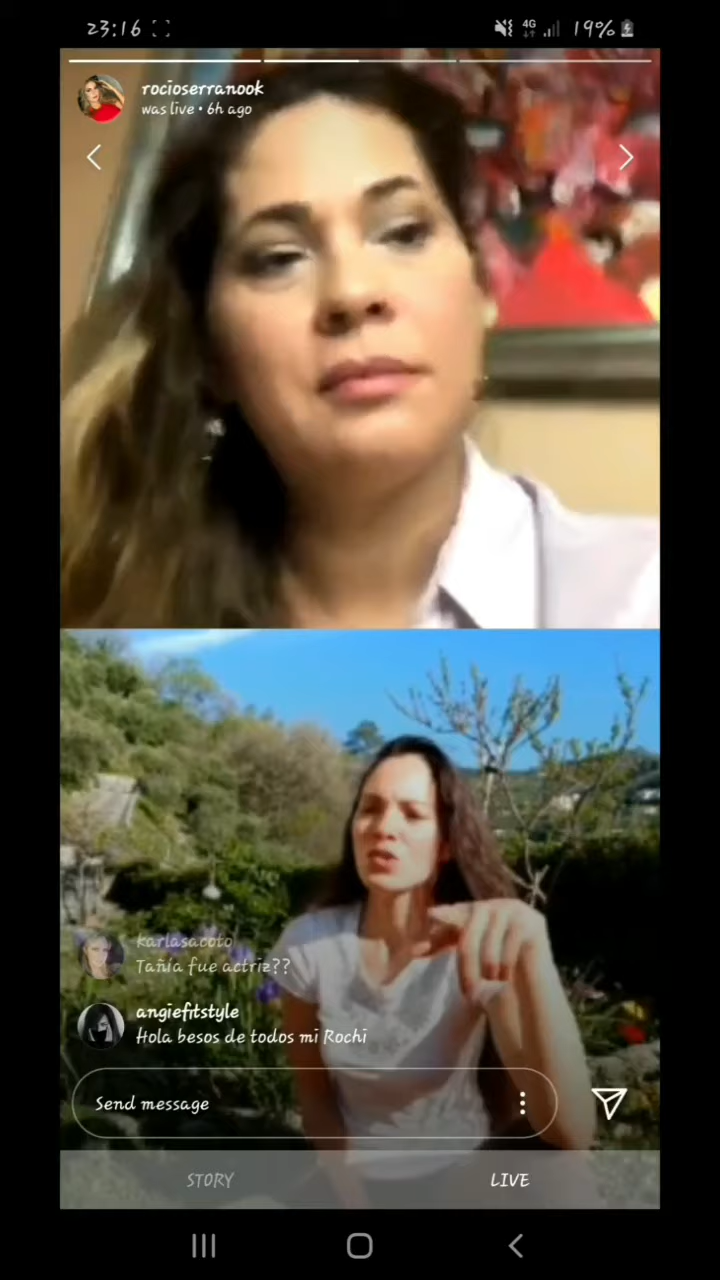 23:16
4G
19%
rocioserranook
was live • 6h ago
karlasacoto
Tañía fue actriz??
angiefitstyle
Hola besos de todos mi Rochi
Send message
STORY
LIVE